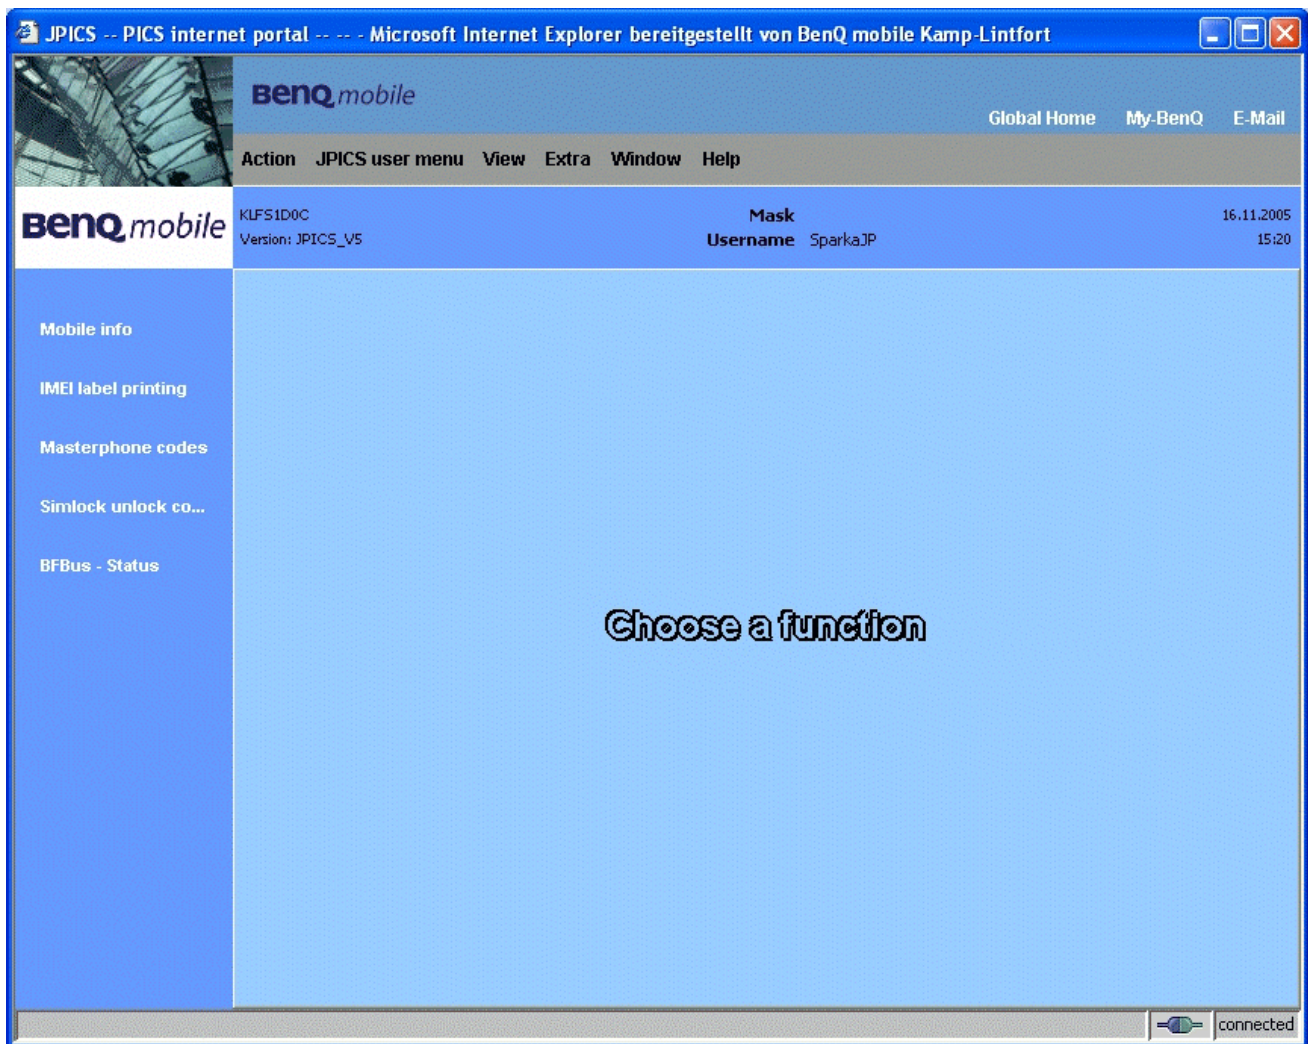 JPICS -- PICS internet portal -- -- - Microsoft Internet Explorer bereitgestellt von BenQ mobile Kamp-Lintfort
BenQ mobile
Global Home My-BenQ E-Mail
Action JPICS user menu View Extra Window Help
BenQ mobile
KLFS1D0C
Version: JPICS_V5
Mask
Username SparkaJP
16.11.2005
15:20
Mobile info
IMEI label printing
Masterphone codes
Simlock unlock co...
BFBus - Status
Choose a function
connected